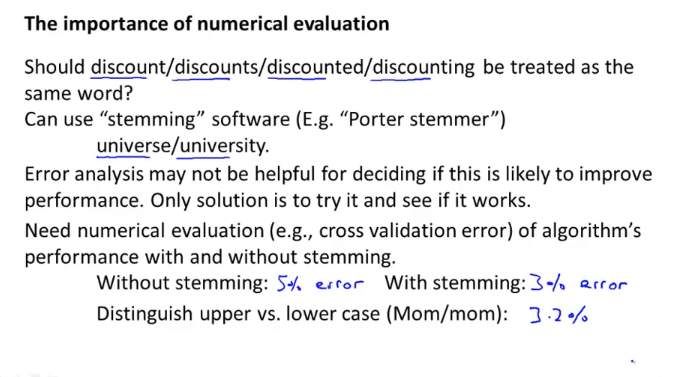 The importance of numerical evaluation
Should discount/discounts/discounted/discounting be treated as the
same word?
Can use “stemming” software (E.g. “Porter stemmer”)
universe/university.
Error analysis may not be helpful for deciding if this is likely to improve
performance. Only solution is to try it and see if it works.
Need numerical evaluation (e.g., cross validation error) of algorithm’s
performance with and without stemming.
Without stemming: 5% error With stemming: 3% error
Distinguish upper vs. lower case (Mom/mom): 3.2%